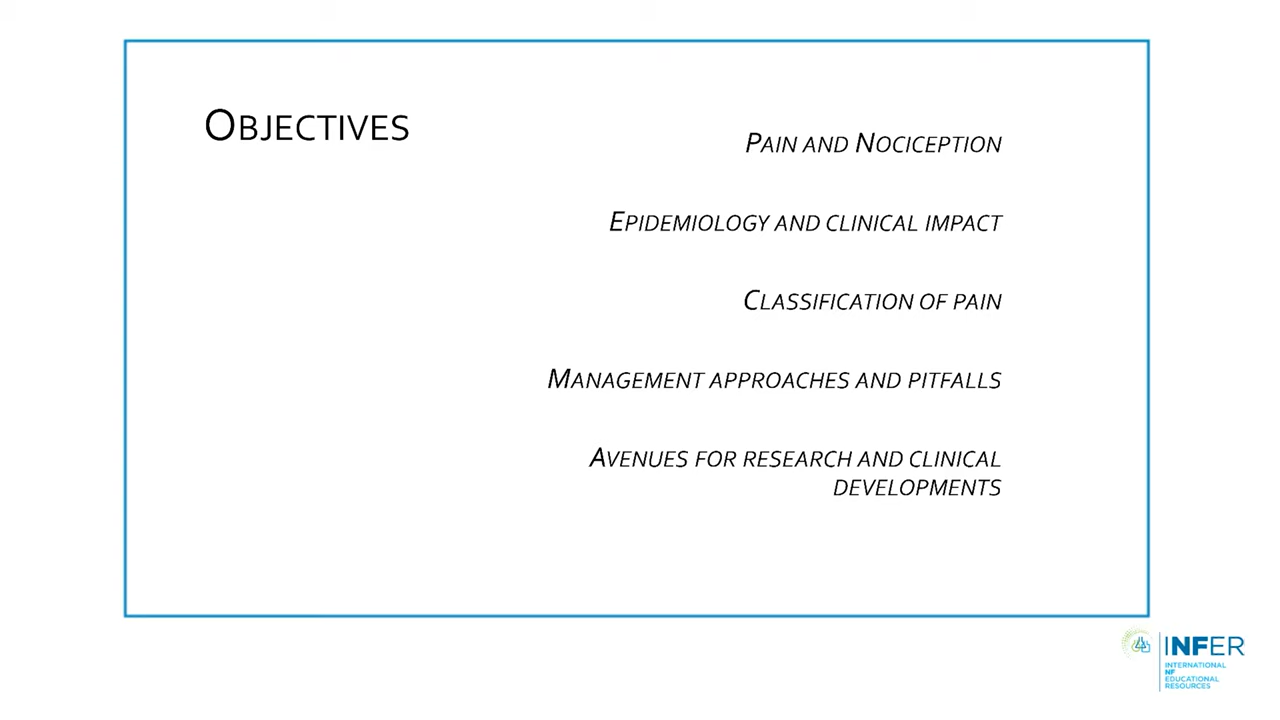 OBJECTIVES
PAIN AND NOCICEPTION
EPIDEMIOLOGY AND CLINICAL IMPACT
CLASSIFICATION OF PAIN
MANAGEMENT APPROACHES AND PITFALLS
AVENUES FOR RESEARCH AND CLINICAL
DEVELOPMENTS
INFER
INTERNATIONAL
NF
EDUCATIONAL
RESOURCES